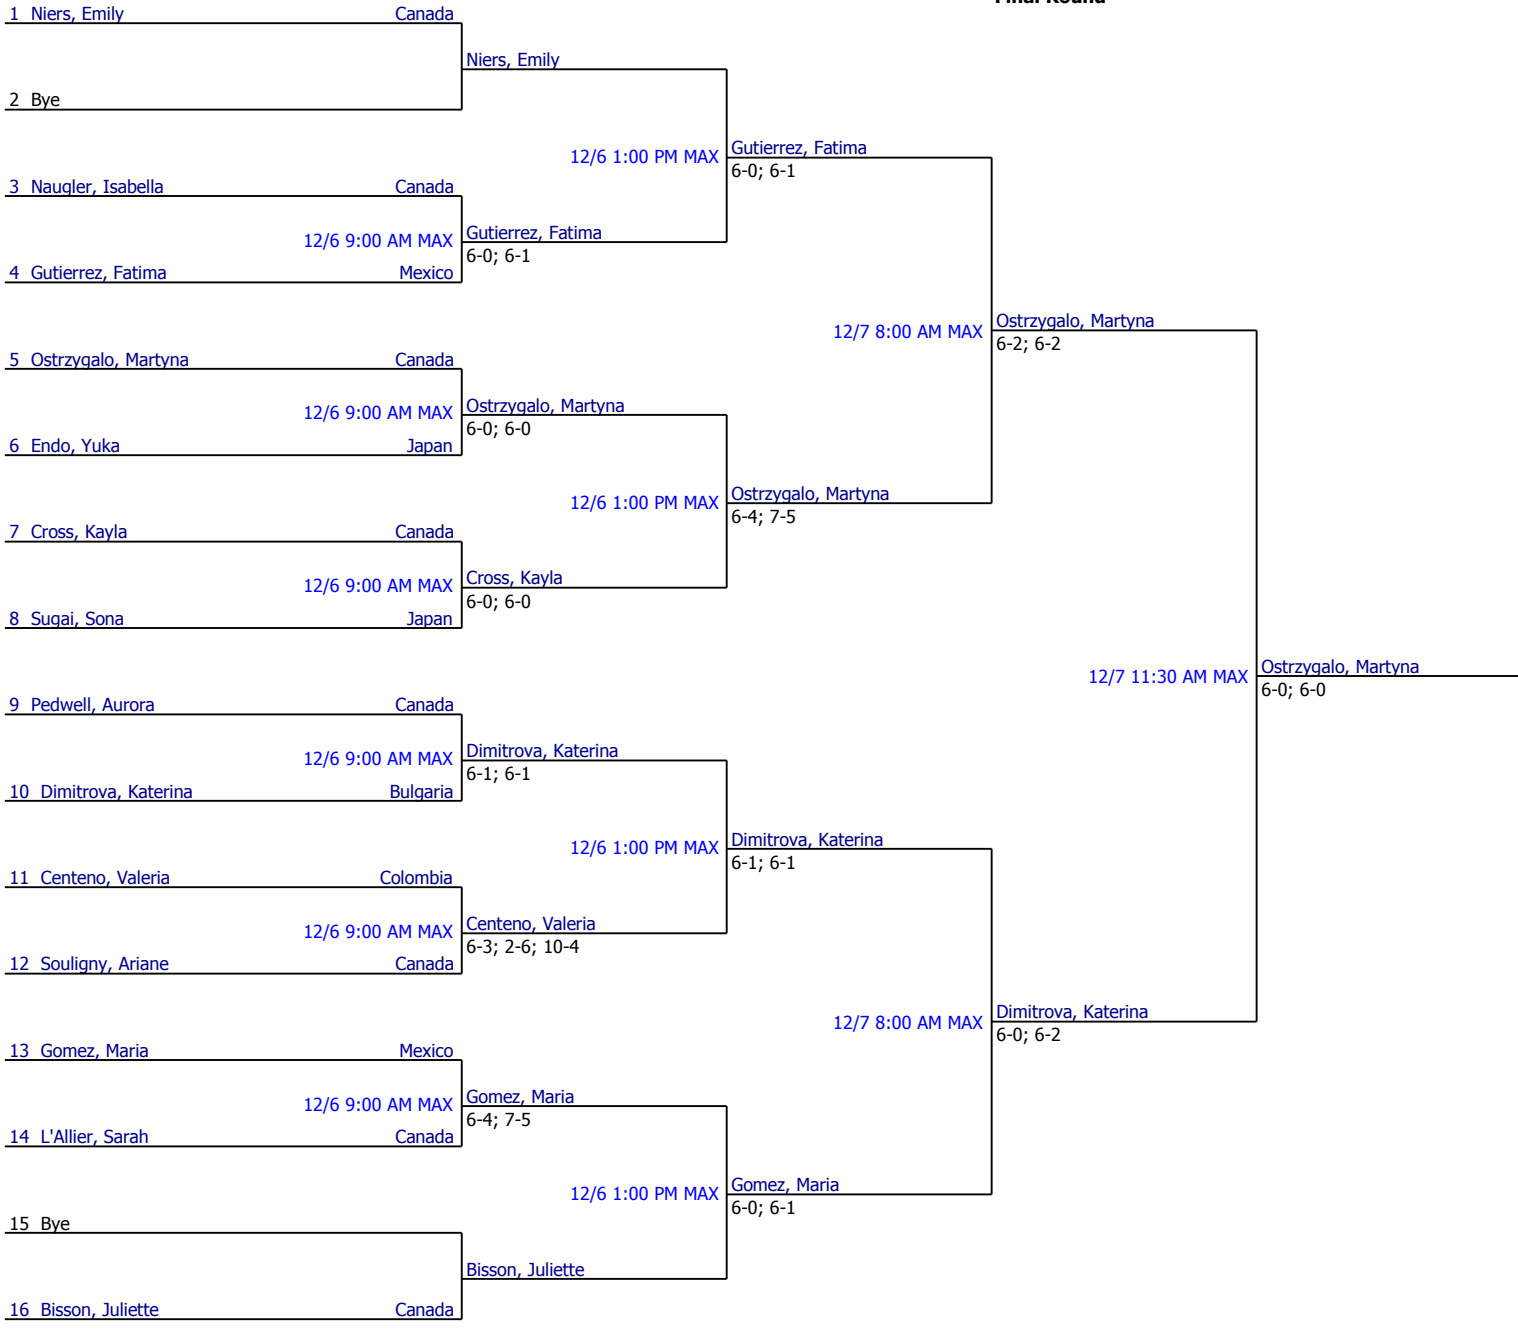 Final Round
1 Niers, Emily Canada
Niers, Emily
2 Bye
12/6 1:00 PM MAX Gutierrez, Fatima
6-0; 6-1
3 Naugler, Isabella Canada
12/6 9:00 AM MAX Gutierrez, Fatima
6-0; 6-1
4 Gutierrez, Fatima Mexico
12/7 8:00 AM MAX Ostrzygalo, Martyna
6-2; 6-2
5 Ostrzygalo, Martyna Canada
12/6 9:00 AM MAX Ostrzygalo, Martyna
6-0; 6-0
6 Endo, Yuka Japan
12/6 1:00 PM MAX Ostrzygalo, Martyna
6-4; 7-5
7 Cross, Kayla Canada
12/6 9:00 AM MAX Cross, Kayla
6-0; 6-0
8 Sugai, Sona Japan
12/7 11:30 AM MAX Ostrzygalo, Martyna
6-0; 6-0
9 Pedwell, Aurora Canada
12/6 9:00 AM MAX Dimitrova, Katerina
6-1; 6-1
10 Dimitrova, Katerina Bulgaria
12/6 1:00 PM MAX Dimitrova, Katerina
6-1; 6-1
11 Centeno, Valeria Colombia
12/6 9:00 AM MAX Centeno, Valeria
6-3; 2-6; 10-4
12 Souligny, Ariane Canada
12/7 8:00 AM MAX Dimitrova, Katerina
6-0; 6-2
13 Gomez, Maria Mexico
12/6 9:00 AM MAX Gomez, Maria
6-4; 7-5
14 L'Allier, Sarah Canada
12/6 1:00 PM MAX Gomez, Maria
6-0; 6-1
15 Bye
Bisson, Juliette
16 Bisson, Juliette Canada